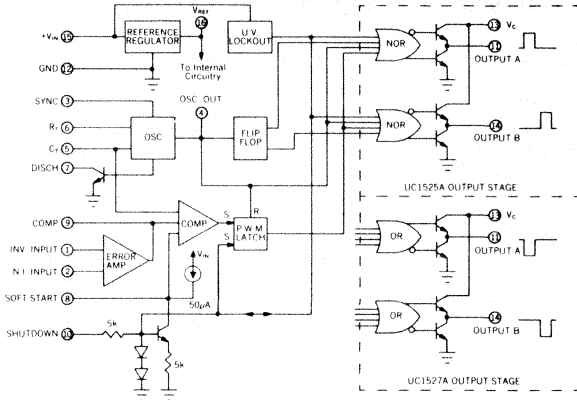 +VIN 15
REFERENCE REGULATOR
VREF
16
To Internal Circuitry
U.V. LOCKOUT
GND 12
SYNC 3
RT 6
CT 5
DISCH 7
OSC
OSC OUT
4
FLIP FLOP
NOR
NOR
13 VC
11
OUTPUT A
14
OUTPUT B
UC1525A OUTPUT STAGE
COMP 9
INV INPUT 1
N.I. INPUT 2
ERROR AMP
COMP
S
R
S
P W M LATCH
VIN
SOFT START 8
50µA
SHUTDOWN 10
5k
5k
OR
OR
13 VC
11
OUTPUT A
14
OUTPUT B
UC1527A OUTPUT STAGE